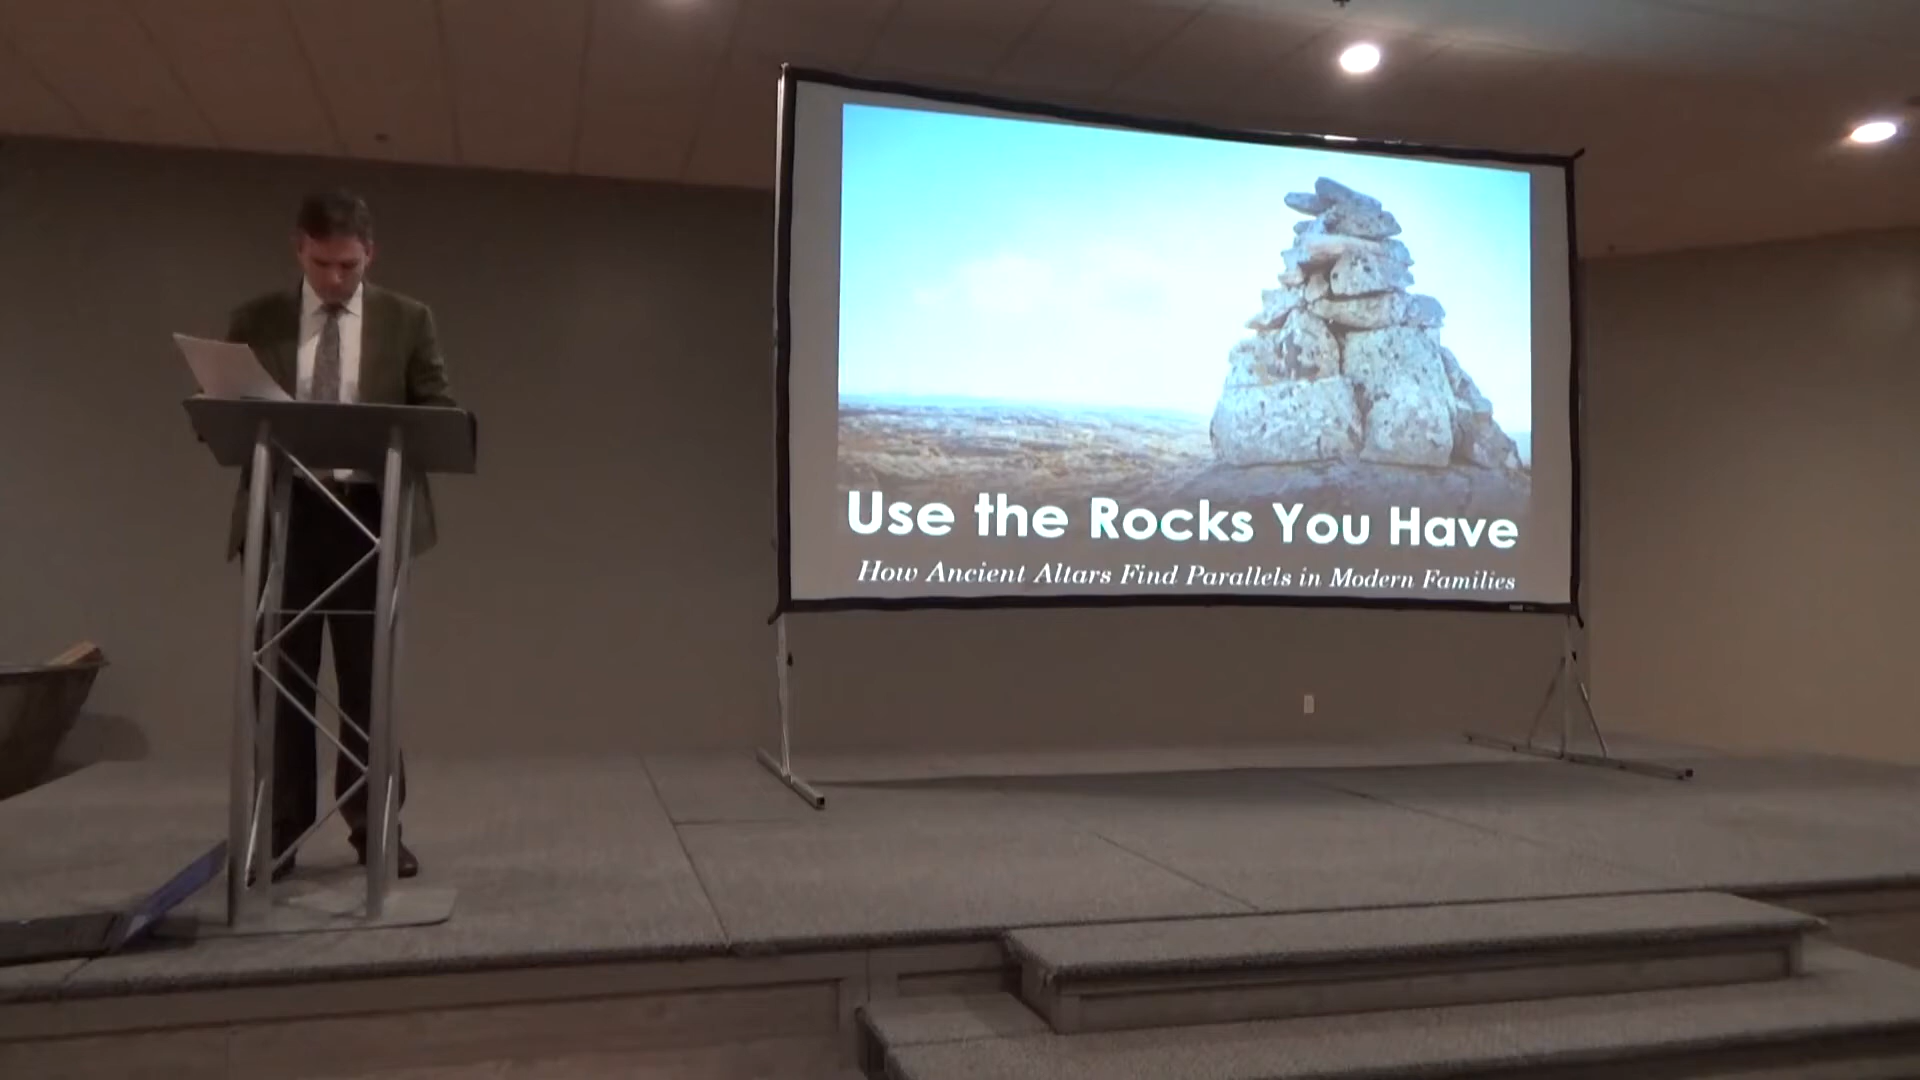 Use the Rocks You Have
How Ancient Altars Find Parallels in Modern Families